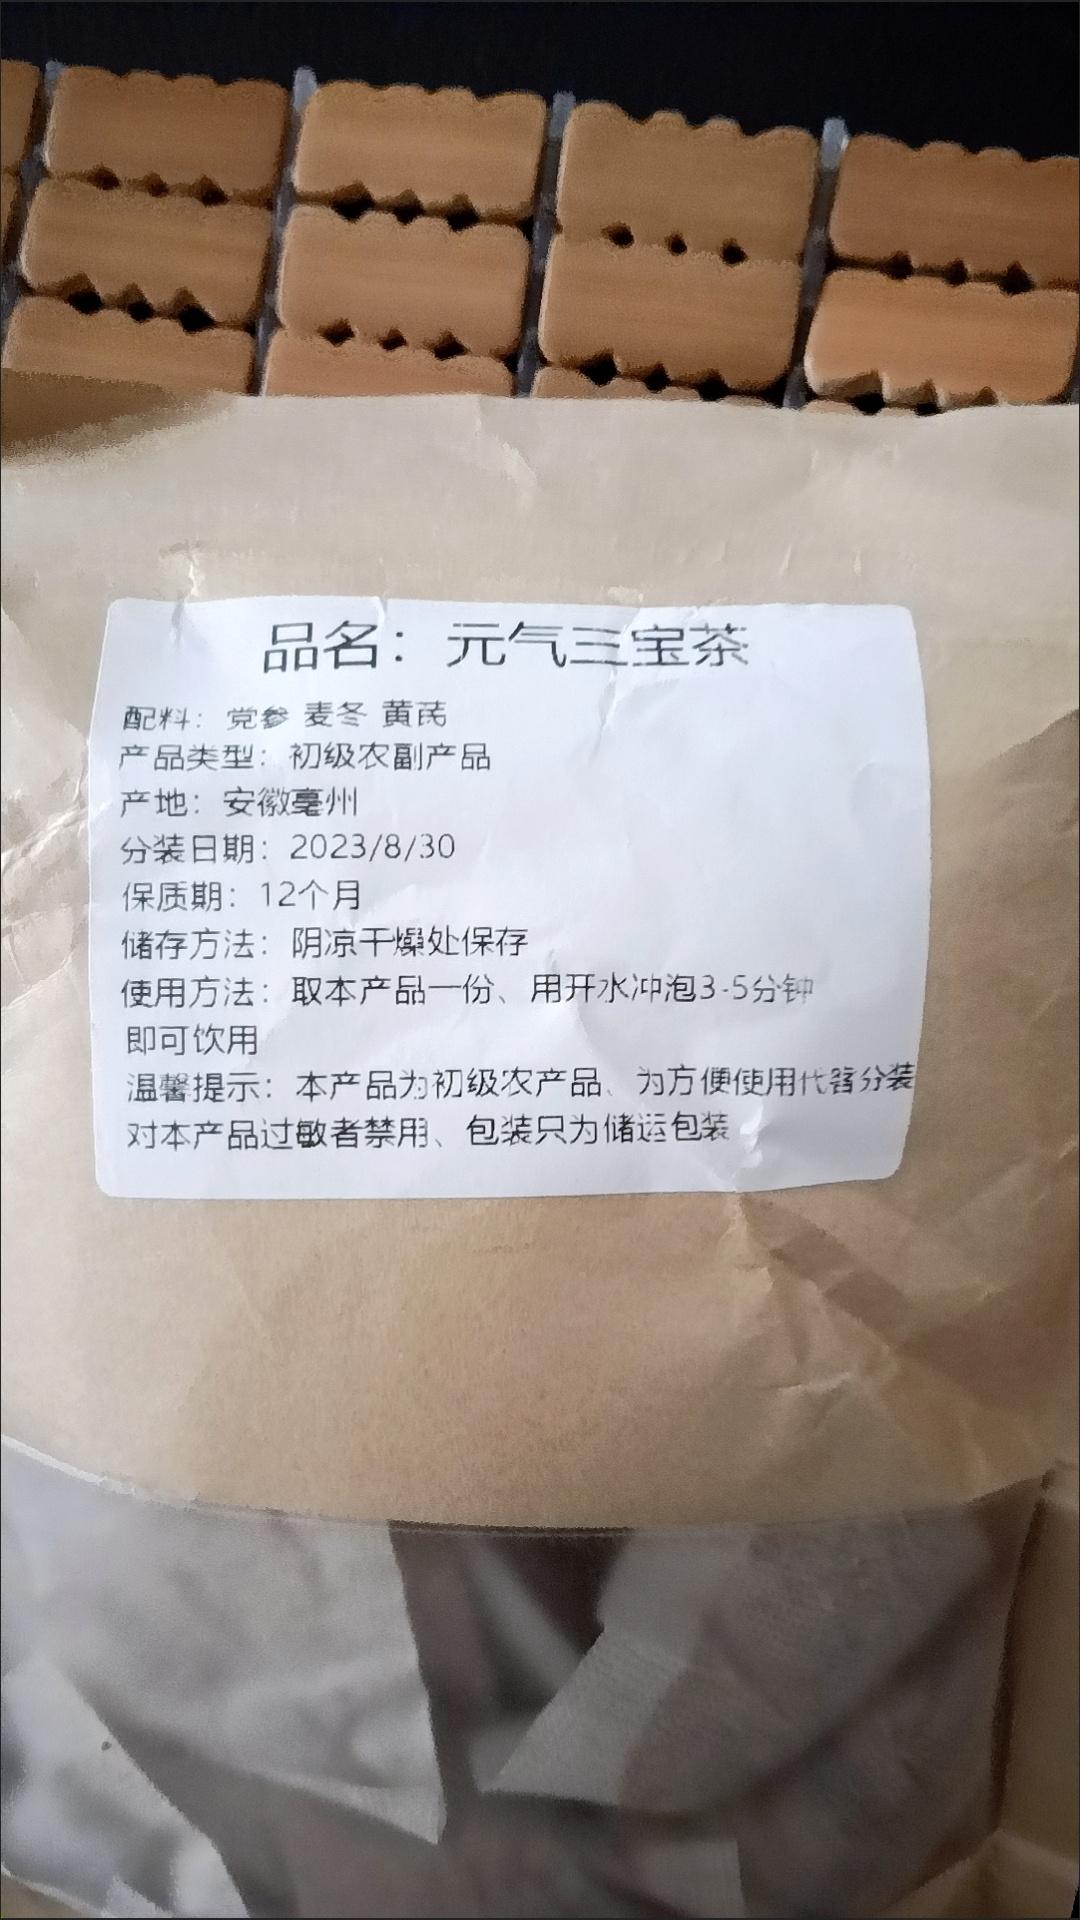 品名：元气三宝茶
配料：党参 麦冬 黄芪
产品类型：初级农副产品
产地：安徽亳州
分装日期：2023/8/30
保质期：12个月
储存方法：阴凉干燥处保存
使用方法：取本产品一份、用开水冲泡3-5分钟
即可饮用
温馨提示：本产品为初级农产品、为方便使用代客分装
对本产品过敏者禁用、包装只为储运包装